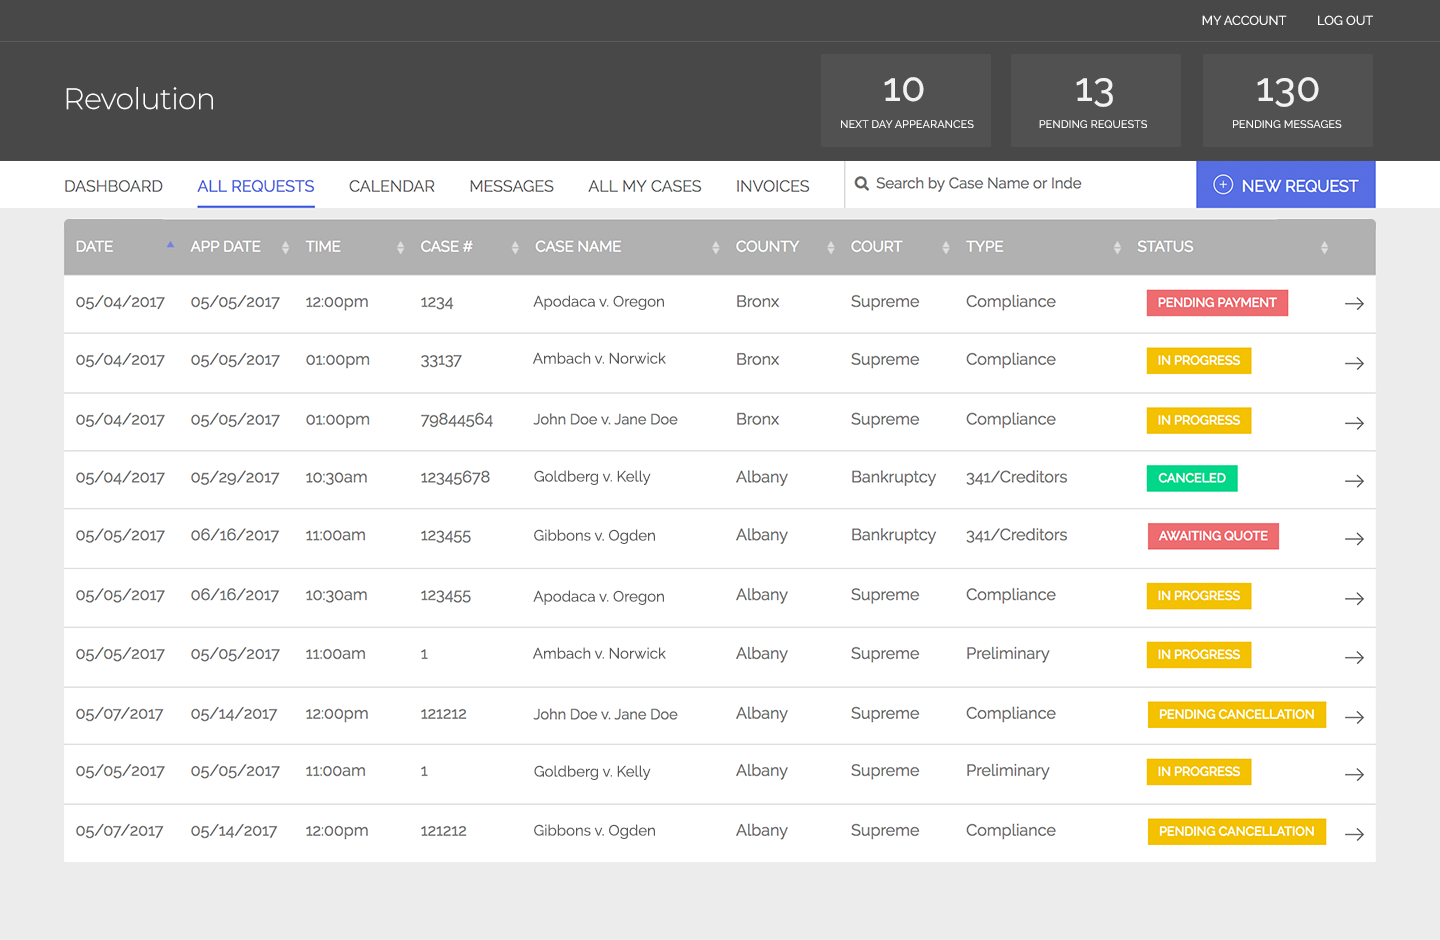 MY ACCOUNT LOG OUT
Revolution
10 13 130
NEXT DAY APPEARANCES PENDING REQUESTS PENDING MESSAGES
DASHBOARD ALL REQUESTS CALENDAR MESSAGES ALL MY CASES INVOICES Search by Case Name or Inde NEW REQUEST
DATE APP DATE TIME CASE # CASE NAME COUNTY COURT TYPE STATUS
05/04/2017 05/05/2017 12:00pm 1234 Apodaca v. Oregon Bronx Supreme Compliance PENDING PAYMENT
05/04/2017 05/05/2017 01:00pm 33137 Ambach v. Norwick Bronx Supreme Compliance IN PROGRESS
05/04/2017 05/05/2017 01:00pm 79844564 John Doe v. Jane Doe Bronx Supreme Compliance IN PROGRESS
05/04/2017 05/29/2017 10:30am 12345678 Goldberg v. Kelly Albany Bankruptcy 341/Creditors CANCELED
05/05/2017 06/16/2017 11:00am 123455 Gibbons v. Ogden Albany Bankruptcy 341/Creditors AWAITING QUOTE
05/05/2017 06/16/2017 10:30am 123455 Apodaca v. Oregon Albany Supreme Compliance IN PROGRESS
05/05/2017 05/05/2017 11:00am 1 Ambach v. Norwick Albany Supreme Preliminary IN PROGRESS
05/07/2017 05/14/2017 12:00pm 121212 John Doe v. Jane Doe Albany Supreme Compliance PENDING CANCELLATION
05/05/2017 05/05/2017 11:00am 1 Goldberg v. Kelly Albany Supreme Preliminary IN PROGRESS
05/07/2017 05/14/2017 12:00pm 121212 Gibbons v. Ogden Albany Supreme Compliance PENDING CANCELLATION